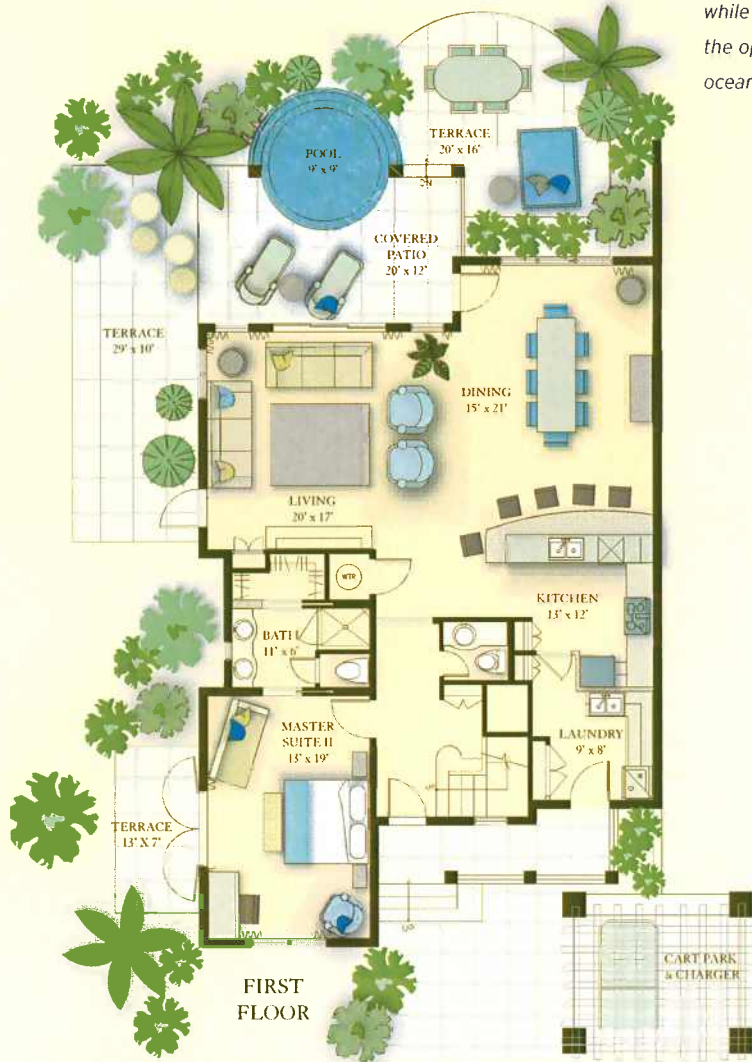 while
the op
ocean
POOL
9' x 9'
TERRACE
20' x 16'
COVERED
PATIO
20' x 12'
TERRACE
29' x 10'
DINING
15' x 21'
LIVING
20' x 17'
WTR
KITCHEN
13' x 12'
BATH
11' x 6'
MASTER
SUITE II
13' x 19'
LAUNDRY
9' x 8'
TERRACE
13' X 7'
CART PARK
& CHARGER
FIRST
FLOOR